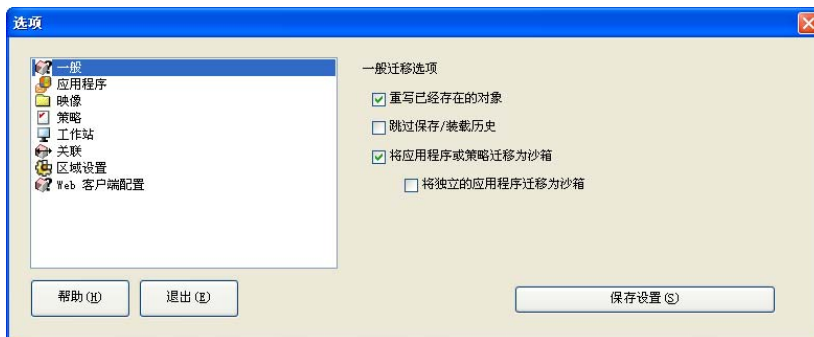 选项
一般
应用程序
映像
策略
工作站
关联
区域设置
Web 客户端配置
一般迁移选项
重写已经存在的对象
跳过保存/装载历史
将应用程序或策略迁移为沙箱
将独立的应用程序迁移为沙箱
帮助(H) 退出(E) 保存设置(S)